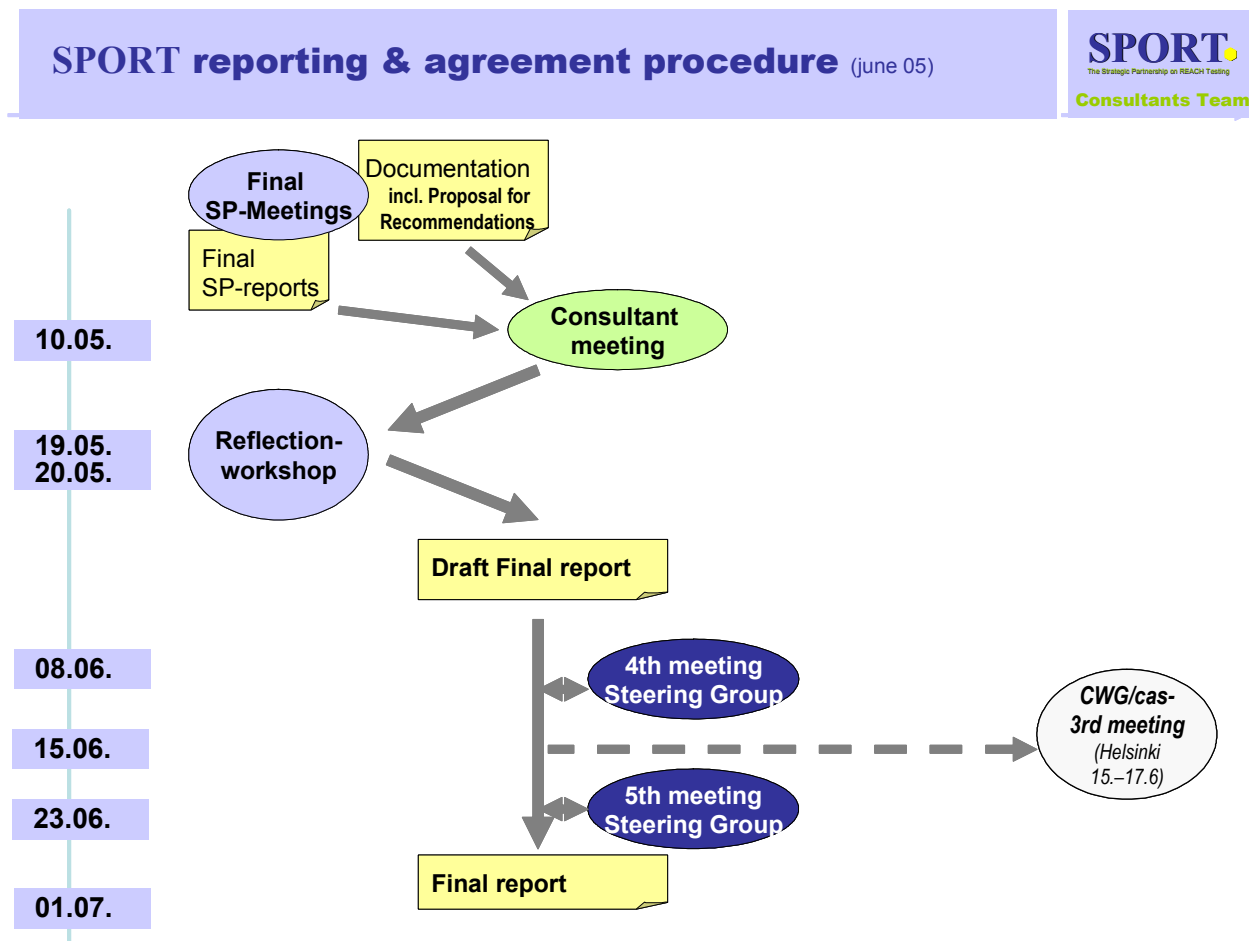 SPORT reporting & agreement procedure (june 05)
SPORT
The Strategic Partnership on REACH Testing
Consultants Team
Final
SP-Meetings
Documentation
incl. Proposal for
Recommendations
Final
SP-reports
Consultant
meeting
10.05.
Reflection-
workshop
19.05.
20.05.
Draft Final report
08.06.
4th meeting
Steering Group
CWG/cas-
3rd meeting
(Helsinki
15.–17.6)
15.06.
5th meeting
Steering Group
23.06.
Final report
01.07.